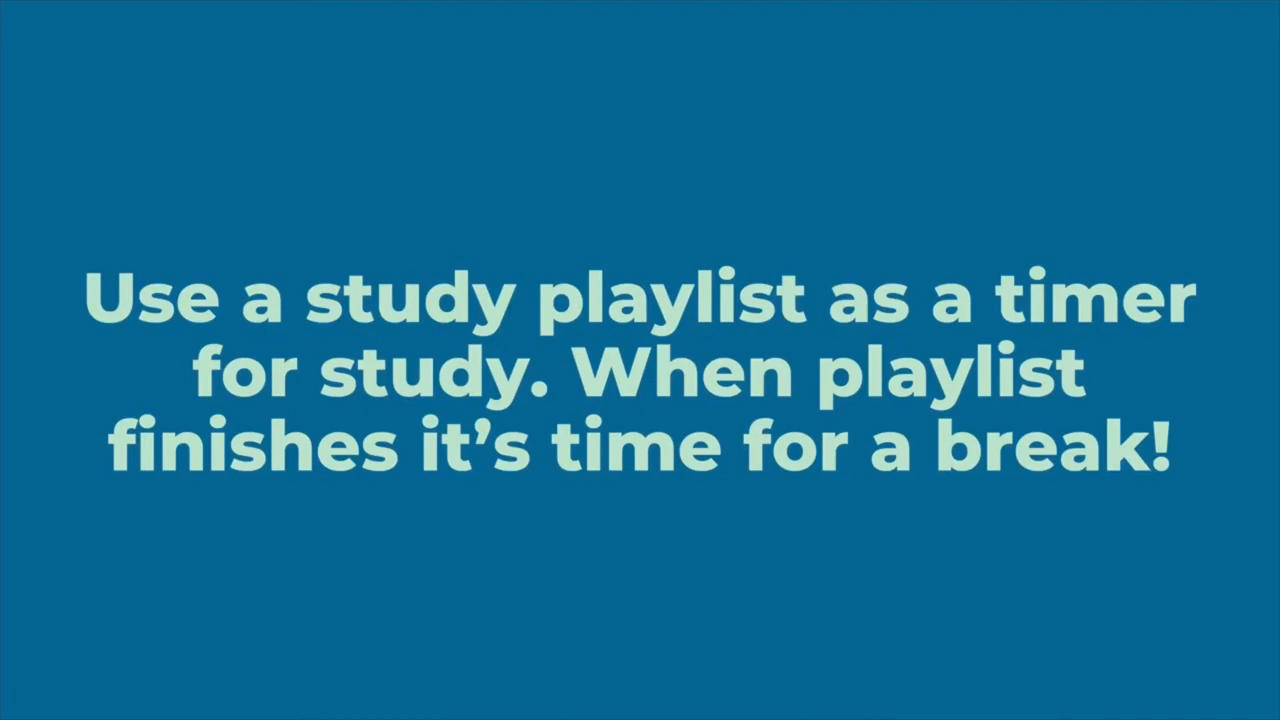 Use a study playlist as a timer
for study. When playlist
finishes it’s time for a break!